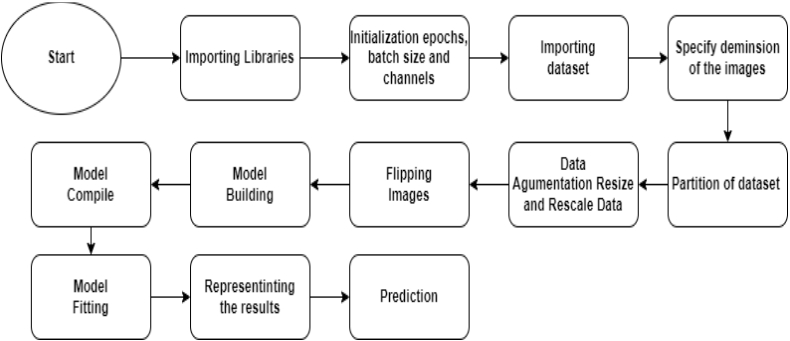 Start
Importing Libraries
Initialization epochs,
batch size and
channels
Importing
dataset
Specify deminsion
of the images
Partition of dataset
Data
Agumentation Resize
and Rescale Data
Flipping
Images
Model
Building
Model
Compile
Model
Fitting
Representinting
the results
Prediction